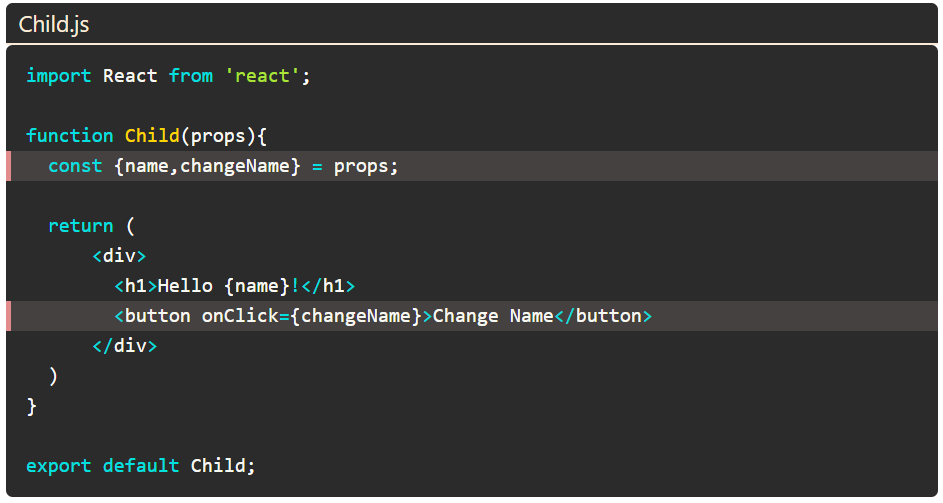 Child.js
import React from 'react';
function Child(props){
  const {name,changeName} = props;
  return (
      <div>
        <h1>Hello {name}!</h1>
        <button onClick={changeName}>Change Name</button>
      </div>
  )
}
export default Child;